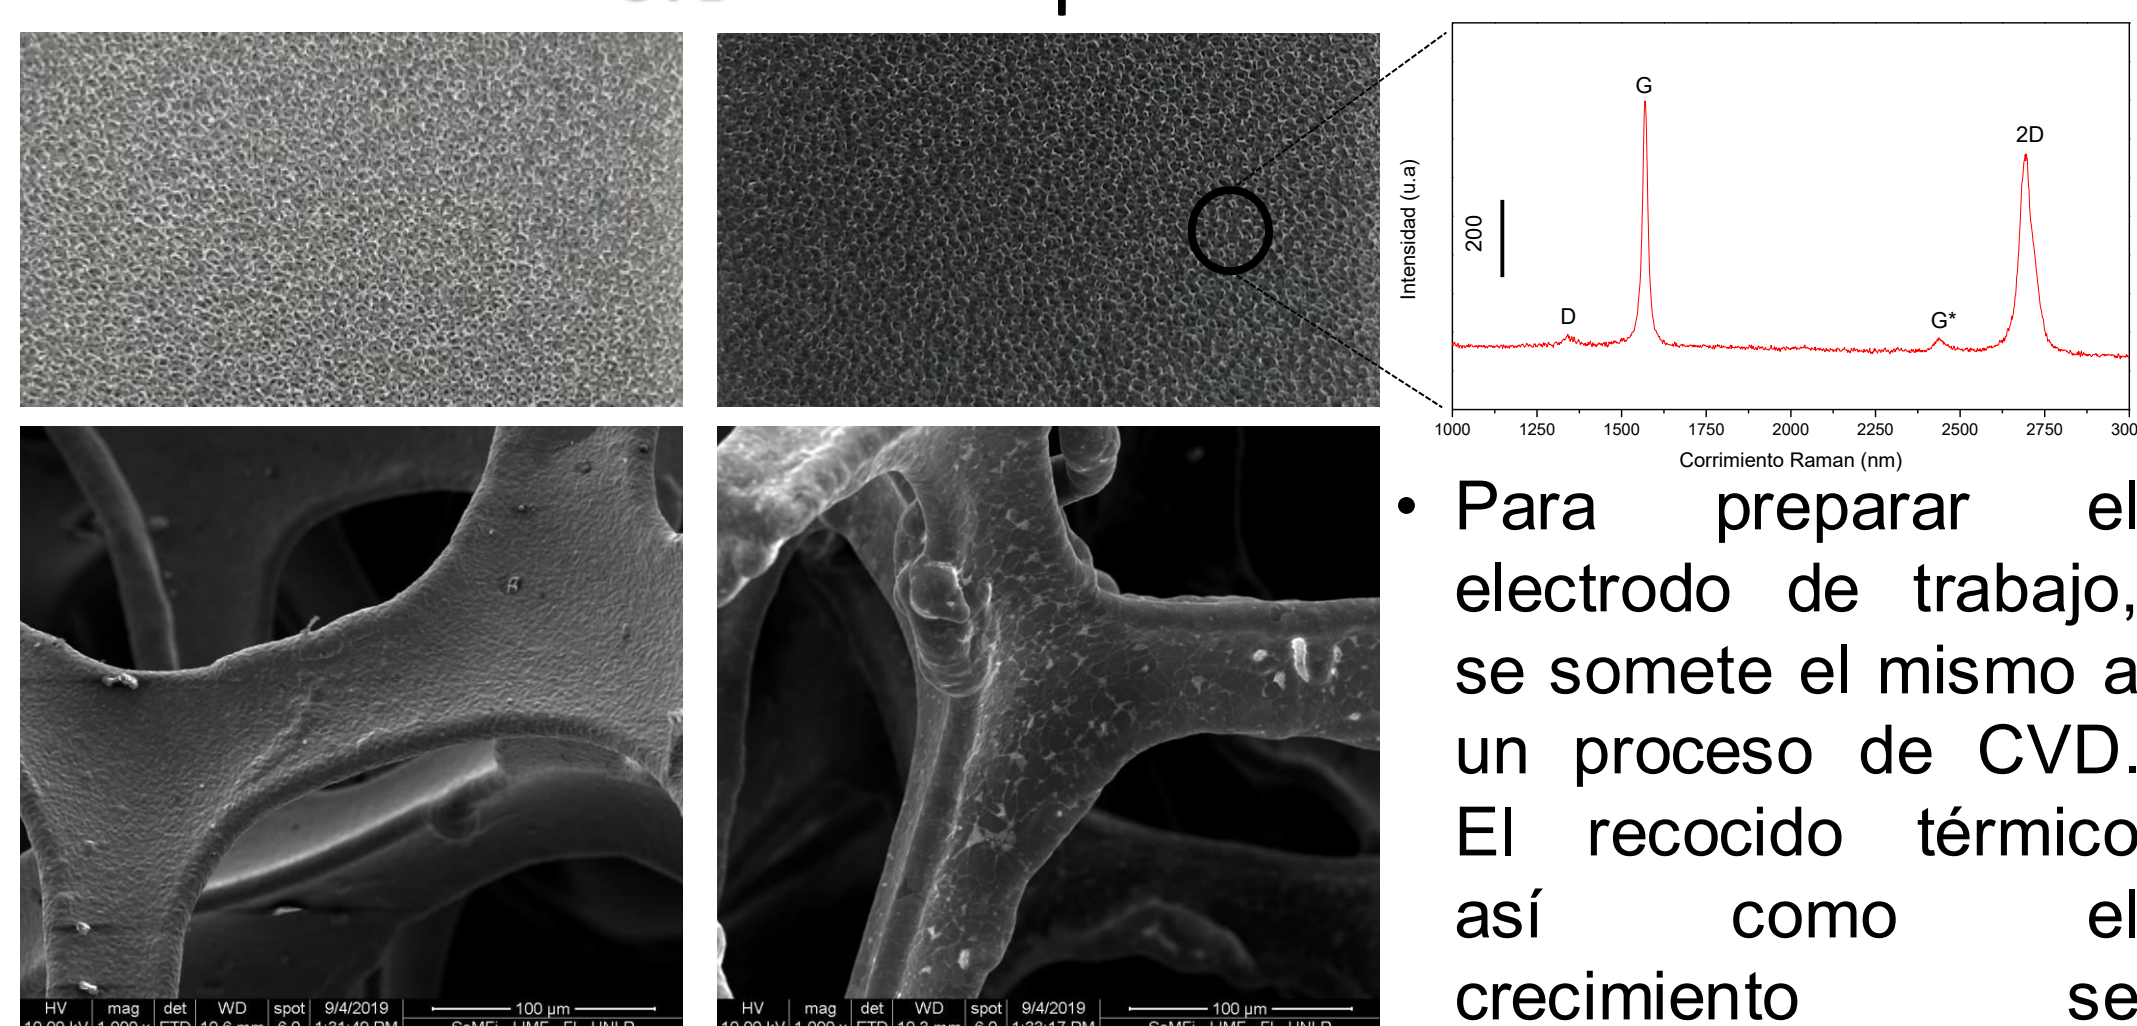 G
2D
D
G*
200
Intensidad (u.a)
1000 1250 1500 1750 2000 2250 2500 2750 300
Corrimiento Raman (nm)
• Para preparar el
electrodo de trabajo,
se somete el mismo a
un proceso de CVD.
El recocido térmico
así como el
crecimiento se
HV mag det WD spot 9/4/2019 100 µm
HV mag det WD spot 9/4/2019 100 µm